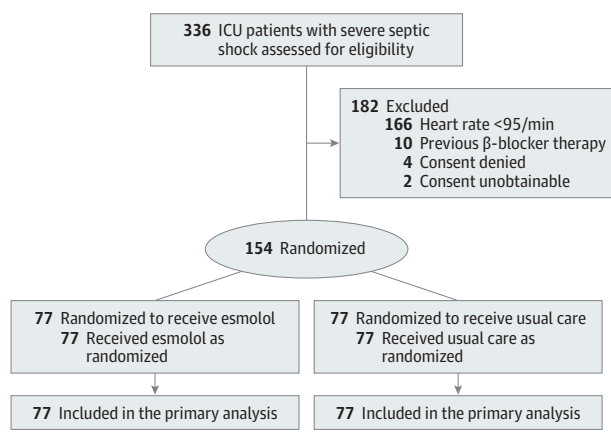 336 ICU patients with severe septic
shock assessed for eligibility
182 Excluded
166 Heart rate <95/min
10 Previous β-blocker therapy
4 Consent denied
2 Consent unobtainable
154 Randomized
77 Randomized to receive esmolol
77 Received esmolol as
randomized
77 Randomized to receive usual care
77 Received usual care as
randomized
77 Included in the primary analysis
77 Included in the primary analysis